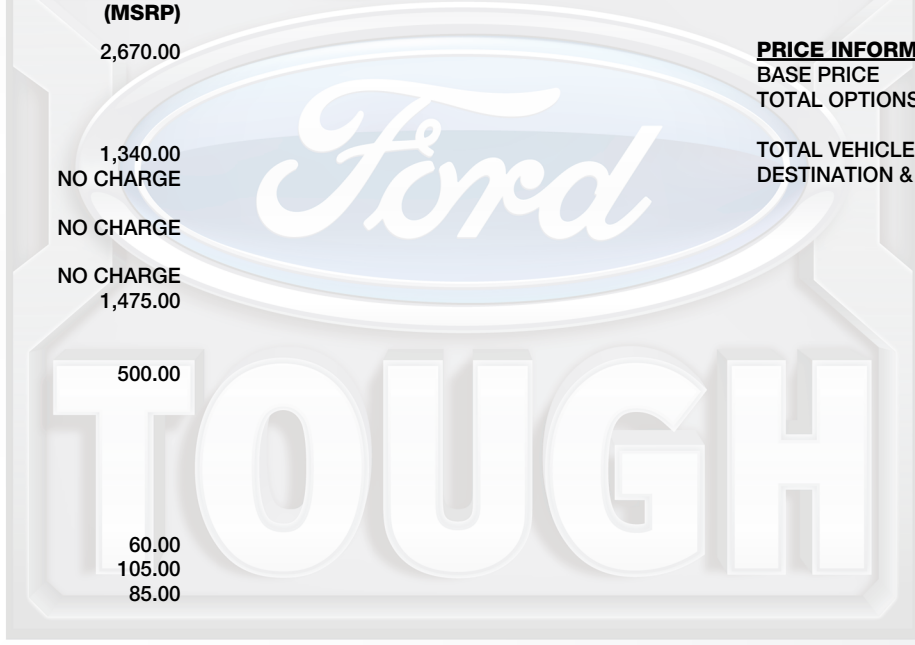 (MSRP)
2,670.00
1,340.00
NO CHARGE
NO CHARGE
NO CHARGE
1,475.00
500.00
60.00
105.00
85.00
PRICE INFORM
BASE PRICE
TOTAL OPTIONS
TOTAL VEHICLE
DESTINATION &
Ford
TOUGH